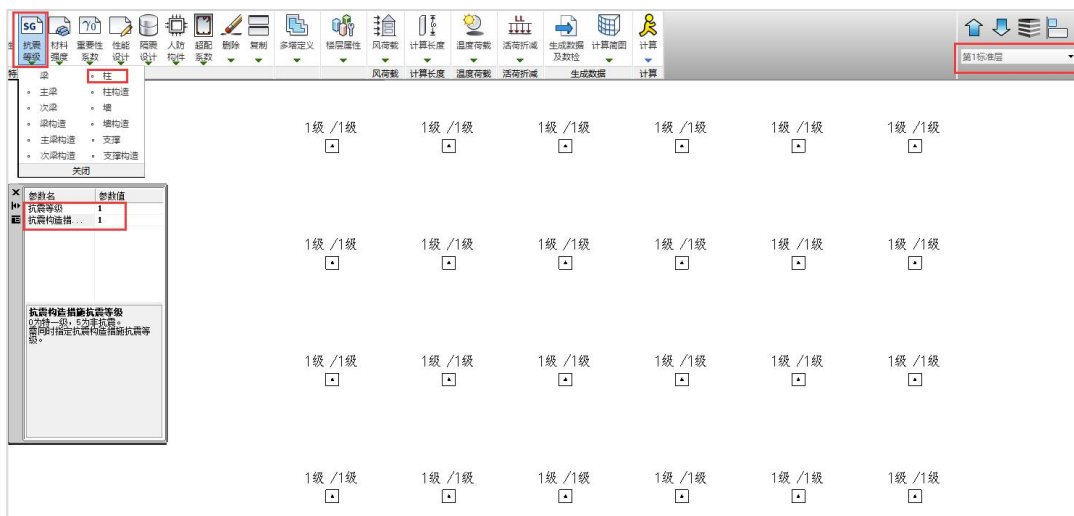 SG γ0
抗震等级 材料强度 重要性系数 性能设计 隔震设计 人防构件 超配系数 删除 复制 多塔定义 楼层属性 风荷载 计算长度 温度荷载 活荷折减 生成数据及数检 计算简图 计算
第1标准层
特 风荷载 计算长度 温度荷载 活荷折减 生成数据 计算
梁 柱
主梁 柱构造
次梁 墙
梁构造 墙构造
主梁构造 支撑
次梁构造 支撑构造
关闭
1级 /1级 1级 /1级 1级 /1级 1级 /1级 1级 /1级 1级 /1级
参数名 参数值
抗震等级 1
抗震构造措... 1
1级 /1级 1级 /1级 1级 /1级 1级 /1级 1级 /1级 1级 /1级
抗震构造措施抗震等级
0为特一级，5为非抗震。
需同时指定抗震构造措施抗震等
级。
1级 /1级 1级 /1级 1级 /1级 1级 /1级 1级 /1级 1级 /1级
1级 /1级 1级 /1级 1级 /1级 1级 /1级 1级 /1级 1级 /1级